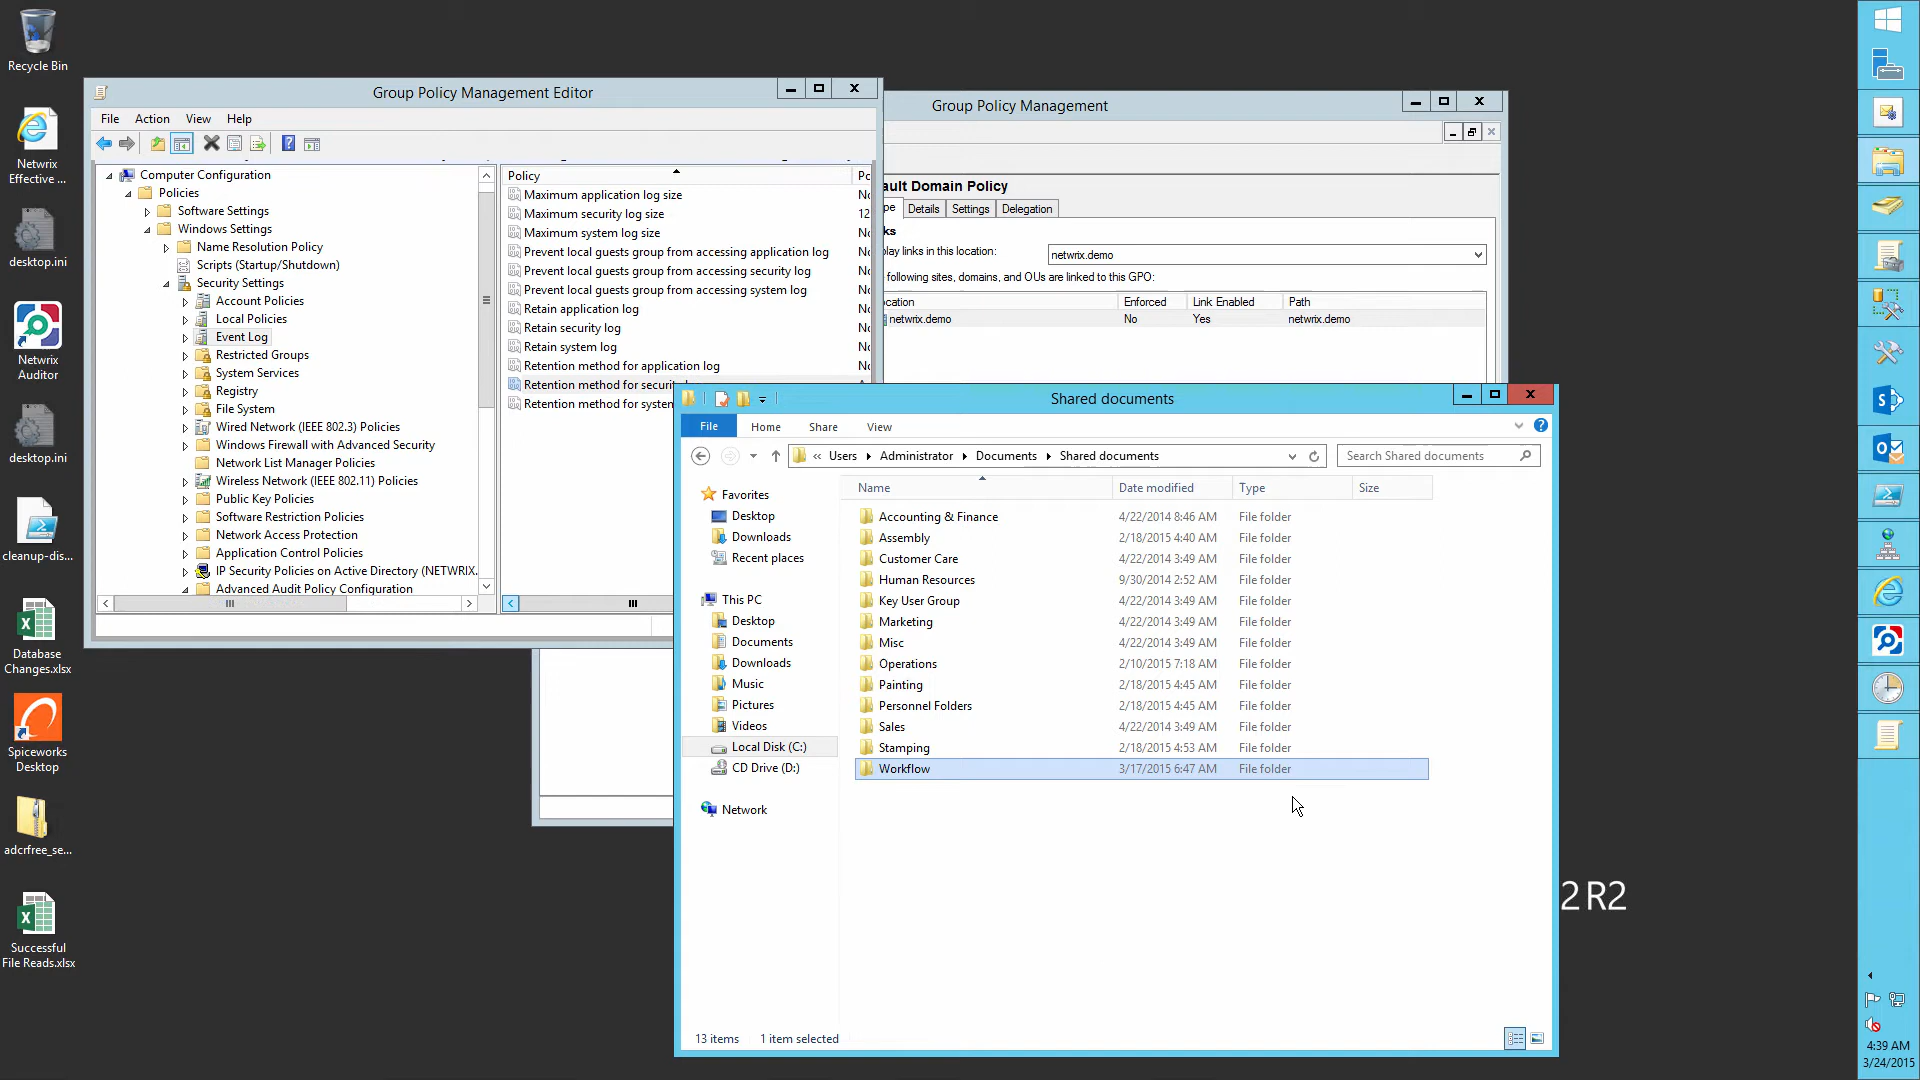 Recycle Bin
Netwrix
Effective ...
desktop.ini
Netwrix
Auditor
desktop.ini
cleanup-dis...
Database
Changes.xlsx
Spiceworks
Desktop
adcrfree_se...
Successful
File Reads.xlsx
Group Policy Management Editor
File Action View Help
Computer Configuration
Policies
Software Settings
Windows Settings
Name Resolution Policy
Scripts (Startup/Shutdown)
Security Settings
Account Policies
Local Policies
Event Log
Restricted Groups
System Services
Registry
File System
Wired Network (IEEE 802.3) Policies
Windows Firewall with Advanced Security
Network List Manager Policies
Wireless Network (IEEE 802.11) Policies
Public Key Policies
Software Restriction Policies
Network Access Protection
Application Control Policies
IP Security Policies on Active Directory (NETWRIX.
Advanced Audit Policy Configuration
Policy Pc
Maximum application log size Nc
Maximum security log size 12
Maximum system log size Nc
Prevent local guests group from accessing application log Nc
Prevent local guests group from accessing security log Nc
Prevent local guests group from accessing system log Nc
Retain application log Nc
Retain security log Nc
Retain system log Nc
Retention method for application log Nc
Retention method for securit
Retention method for system
Group Policy Management
ault Domain Policy
pe Details Settings Delegation
ks
play links in this location: netwrix.demo
following sites, domains, and OUs are linked to this GPO:
ocation Enforced Link Enabled Path
netwrix.demo No Yes netwrix.demo
Shared documents
File Home Share View
« Users Administrator Documents Shared documents
Search Shared documents
Favorites
Desktop
Downloads
Recent places
This PC
Desktop
Documents
Downloads
Music
Pictures
Videos
Local Disk (C:)
CD Drive (D:)
Network
Name Date modified Type Size
Accounting & Finance 4/22/2014 8:46 AM File folder
Assembly 2/18/2015 4:40 AM File folder
Customer Care 4/22/2014 3:49 AM File folder
Human Resources 9/30/2014 2:52 AM File folder
Key User Group 4/22/2014 3:49 AM File folder
Marketing 4/22/2014 3:49 AM File folder
Misc 4/22/2014 3:49 AM File folder
Operations 2/10/2015 7:18 AM File folder
Painting 2/18/2015 4:45 AM File folder
Personnel Folders 2/18/2015 4:45 AM File folder
Sales 4/22/2014 3:49 AM File folder
Stamping 2/18/2015 4:53 AM File folder
Workflow 3/17/2015 6:47 AM File folder
13 items 1 item selected
2 R2
4:39 AM
3/24/2015